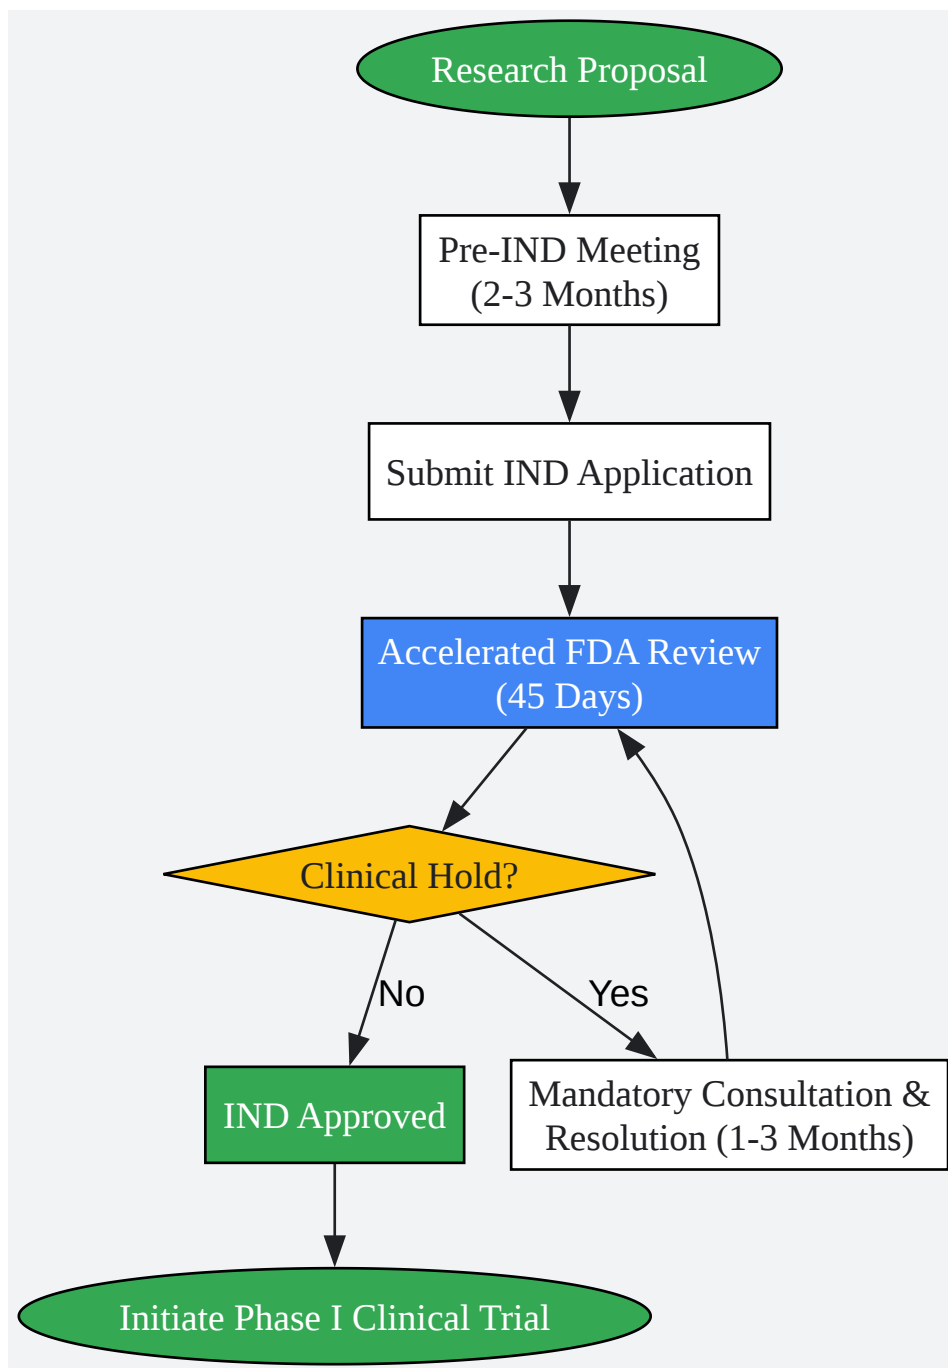 Research Proposal
Pre-IND Meeting
(2-3 Months)
Submit IND Application
Accelerated FDA Review
(45 Days)
Clinical Hold?
No
Yes
IND Approved
Mandatory Consultation &
Resolution (1-3 Months)
Initiate Phase I Clinical Trial